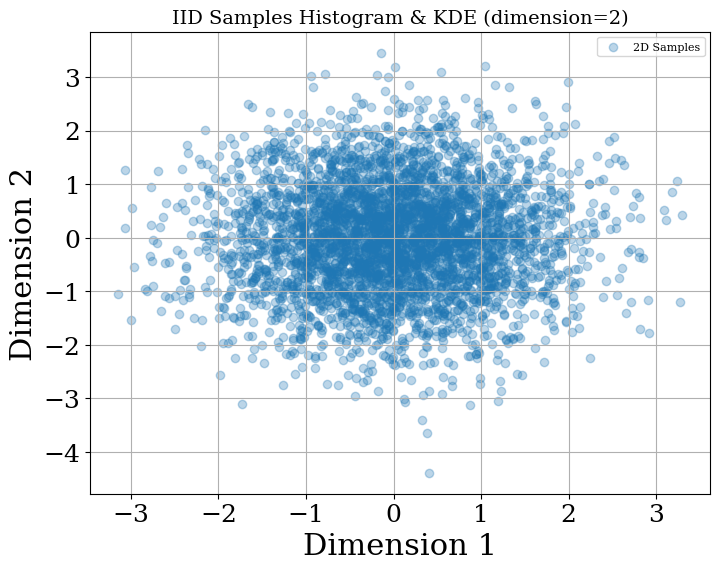 IID Samples Histogram & KDE (dimension=2)
2D Samples
3
2
1
0
−1
−2
−3
−4
Dimension 2
−3 −2 −1 0 1 2 3
Dimension 1